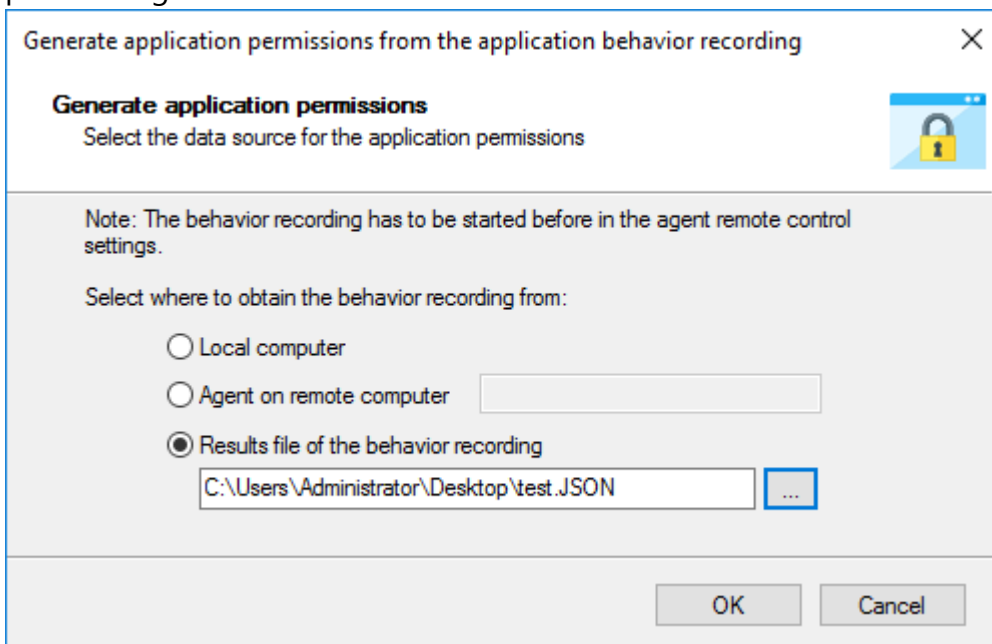 Generate application permissions from the application behavior recording
Generate application permissions
Select the data source for the application permissions
Note: The behavior recording has to be started before in the agent remote control
settings.
Select where to obtain the behavior recording from:
Local computer
Agent on remote computer
Results file of the behavior recording
C:\Users\Administrator\Desktop\test.JSON
...
OK Cancel